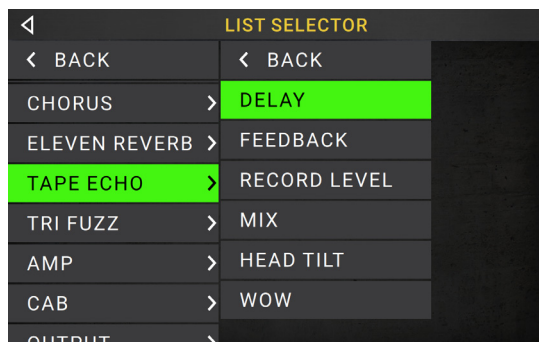 LIST SELECTOR
BACK
CHORUS
ELEVEN REVERB
TAPE ECHO
TRI FUZZ
AMP
CAB
OUTPUT
BACK
DELAY
FEEDBACK
RECORD LEVEL
MIX
HEAD TILT
WOW